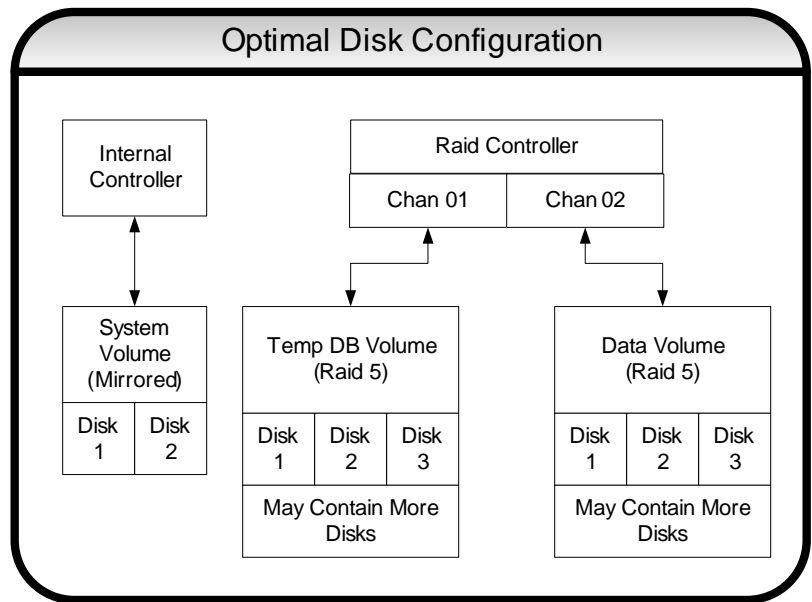 Optimal Disk Configuration
Internal
Controller
Raid Controller
Chan 01
Chan 02
System
Volume
(Mirrored)
Disk
1
Disk
2
Temp DB Volume
(Raid 5)
Disk
1
Disk
2
Disk
3
May Contain More
Disks
Data Volume
(Raid 5)
Disk
1
Disk
2
Disk
3
May Contain More
Disks